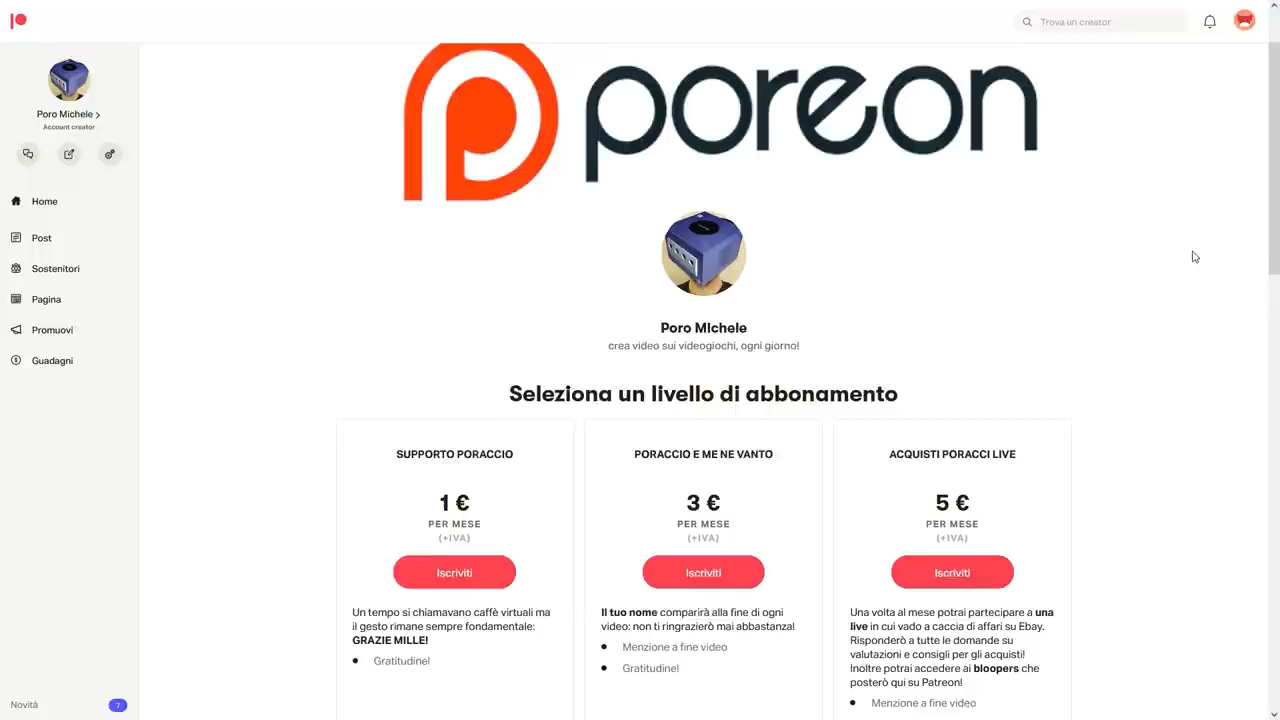 Trova un creator
poreon
Poro Michele
Account creator
Home
Post
Sostenitori
Pagina
Promuovi
Guadagni
Novità
7
Poro MIchele
crea video sui videogiochi, ogni giorno!
Seleziona un livello di abbonamento
SUPPORTO PORACCIO
1 €
PER MESE
(+IVA)
Iscriviti
Un tempo si chiamavano caffè virtuali ma
il gesto rimane sempre fondamentale:
GRAZIE MILLE!
Gratitudine!
PORACCIO E ME NE VANTO
3 €
PER MESE
(+IVA)
Iscriviti
Il tuo nome comparirà alla fine di ogni
video: non ti ringrazierò mai abbastanza!
Menzione a fine video
Gratitudine!
ACQUISTI PORACCI LIVE
5 €
PER MESE
(+IVA)
Iscriviti
Una volta al mese potrai partecipare a una
live in cui vado a caccia di affari su Ebay.
Risponderò a tutte le domande su
valutazioni e consigli per gli acquisti!
Inoltre potrai accedere ai bloopers che
posterò qui su Patreon!
Menzione a fine video